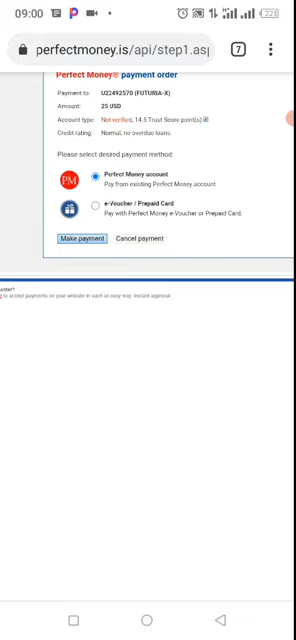 09:00
22
perfectmoney.is/api/step1.asp
7
Perfect Money® payment order
Payment to: U22492570 (FUTURIA-X)
Amount: 25 USD
Account type: Not verified, 14.5 Trust Score point(s)
Credit rating: Normal, no overdue loans.
Please select desired payment method:
PM
Perfect Money account
Pay from existing Perfect Money account
e-Voucher / Prepaid Card
Pay with Perfect Money e-Voucher or Prepaid Card.
Make payment Cancel payment
to accept payments on your website in such an easy way. Instant approval.